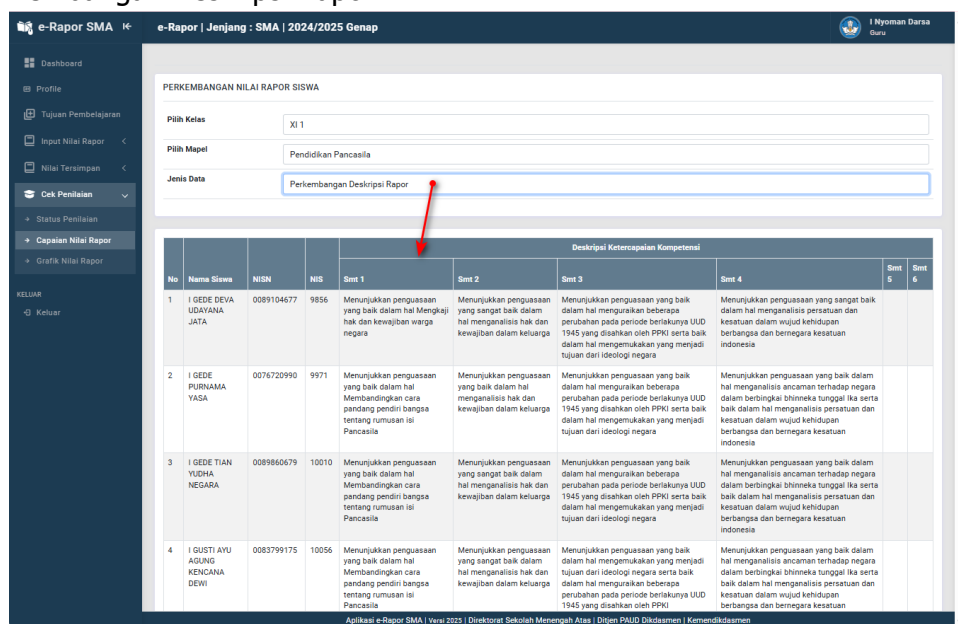 e-Rapor SMA
e-Rapor | Jenjang : SMA | 2024/2025 Genap
I Nyoman Darsa
Guru
Dashboard
Profile
Tujuan Pembelajaran
Input Nilai Rapor
Nilai Tersimpan
Cek Penilaian
Status Penilaian
Capaian Nilai Rapor
Grafik Nilai Rapor
KELUAR
Keluar
PERKEMBANGAN NILAI RAPOR SISWA
Pilih Kelas
XI 1
Pilih Mapel
Pendidikan Pancasila
Jenis Data
Perkembangan Deskripsi Rapor
Deskripsi Ketercapaian Kompetensi
No Nama Siswa NISN NIS Smt 1 Smt 2 Smt 3 Smt 4 Smt 5 Smt 6
1
I GEDE DEVA
UDAYANA
JATA
0089104677
9856
Menunjukkan penguasaan
yang baik dalam hal Mengkaji
hak dan kewajiban warga
negara
Menunjukkan penguasaan
yang sangat baik dalam
hal menganalisis hak dan
kewajiban dalam keluarga
Menunjukkan penguasaan yang baik
dalam hal menguraikan beberapa
perubahan pada periode berlakunya UUD
1945 yang disahkan oleh PPKI serta baik
dalam hal mengemukakan yang menjadi
tujuan dari ideologi negara
Menunjukkan penguasaan yang sangat baik
dalam hal menganalisis persatuan dan
kesatuan dalam wujud kehidupan
berbangsa dan bernegara kesatuan
indonesia
2
I GEDE
PURNAMA
YASA
0076720990
9971
Menunjukkan penguasaan
yang baik dalam hal
Membandingkan cara
pandang pendiri bangsa
tentang rumusan isi
Pancasila
Menunjukkan penguasaan
yang baik dalam hal
menganalisis hak dan
kewajiban dalam keluarga
Menunjukkan penguasaan yang baik
dalam hal menguraikan beberapa
perubahan pada periode berlakunya UUD
1945 yang disahkan oleh PPKI serta baik
dalam hal mengemukakan yang menjadi
tujuan dari ideologi negara
Menunjukkan penguasaan yang baik dalam
hal menganalisis ancaman terhadap negara
dalam berbingkai bhinneka tunggal Ika serta
baik dalam hal menganalisis persatuan dan
kesatuan dalam wujud kehidupan
berbangsa dan bernegara kesatuan
indonesia
3
I GEDE TIAN
YUDHA
NEGARA
0089860679
10010
Menunjukkan penguasaan
yang baik dalam hal
Membandingkan cara
pandang pendiri bangsa
tentang rumusan isi
Pancasila
Menunjukkan penguasaan
yang sangat baik dalam
hal menganalisis hak dan
kewajiban dalam keluarga
Menunjukkan penguasaan yang baik
dalam hal menguraikan beberapa
perubahan pada periode berlakunya UUD
1945 yang disahkan oleh PPKI serta baik
dalam hal mengemukakan yang menjadi
tujuan dari ideologi negara
Menunjukkan penguasaan yang baik dalam
hal menganalisis ancaman terhadap negara
dalam berbingkai bhinneka tunggal Ika serta
baik dalam hal menganalisis persatuan dan
kesatuan dalam wujud kehidupan
berbangsa dan bernegara kesatuan
indonesia
4
I GUSTI AYU
AGUNG
KENCANA
DEWI
0083799175
10056
Menunjukkan penguasaan
yang baik dalam hal
Membandingkan cara
pandang pendiri bangsa
tentang rumusan isi
Pancasila
Menunjukkan penguasaan
yang sangat baik dalam
hal menganalisis hak dan
kewajiban dalam keluarga
Menunjukkan penguasaan yang baik
dalam hal mengemukakan yang menjadi
tujuan dari ideologi negara serta baik
dalam hal menguraikan beberapa
perubahan pada periode berlakunya UUD
1945 yang disahkan oleh PPKI
Menunjukkan penguasaan yang baik dalam
hal menganalisis ancaman terhadap negara
dalam berbingkai bhinneka tunggal Ika serta
baik dalam hal menganalisis persatuan dan
kesatuan dalam wujud kehidupan
berbangsa dan bernegara kesatuan
Aplikasi e-Rapor SMA | Versi 2025 | Direktorat Sekolah Menengah Atas | Ditjen PAUD Dikdasmen | Kemendikdasmen